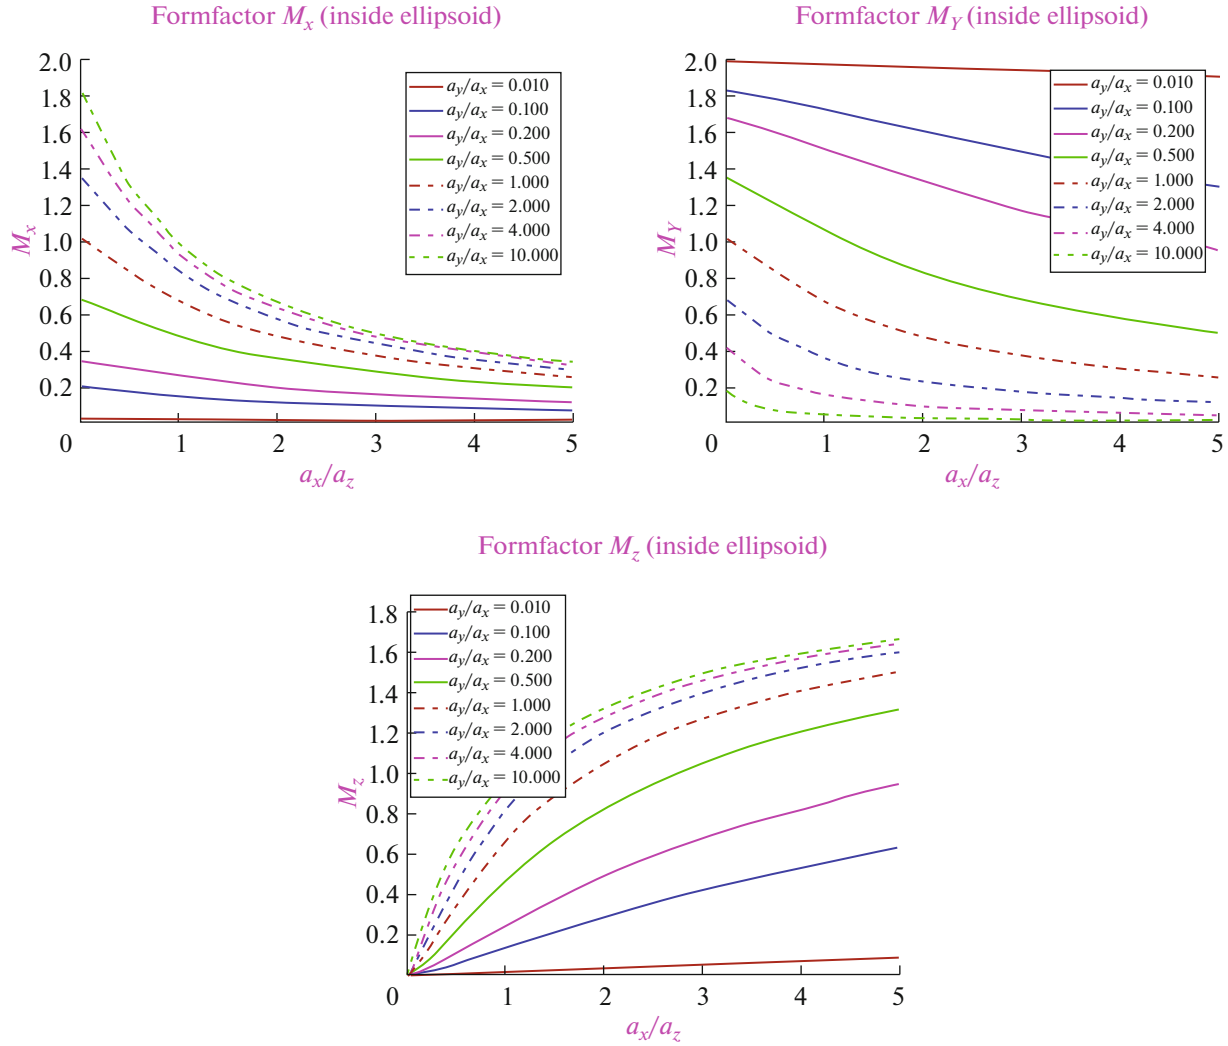 Formfactor M_x (inside ellipsoid)
M_x
2.0
1.8
1.6
1.4
1.2
1.0
0.8
0.6
0.4
0.2
0 1 2 3 4 5
a_x/a_z
a_y/a_x = 0.010
a_y/a_x = 0.100
a_y/a_x = 0.200
a_y/a_x = 0.500
a_y/a_x = 1.000
a_y/a_x = 2.000
a_y/a_x = 4.000
a_y/a_x = 10.000
Formfactor M_Y (inside ellipsoid)
M_Y
2.0
1.8
1.6
1.4
1.2
1.0
0.8
0.6
0.4
0.2
0 1 2 3 4 5
a_x/a_z
a_y/a_x = 0.010
a_y/a_x = 0.100
a_y/a_x = 0.200
a_y/a_x = 0.500
a_y/a_x = 1.000
a_y/a_x = 2.000
a_y/a_x = 4.000
a_y/a_x = 10.000
Formfactor M_z (inside ellipsoid)
M_z
1.8
1.6
1.4
1.2
1.0
0.8
0.6
0.4
0.2
0 1 2 3 4 5
a_x/a_z
a_y/a_x = 0.010
a_y/a_x = 0.100
a_y/a_x = 0.200
a_y/a_x = 0.500
a_y/a_x = 1.000
a_y/a_x = 2.000
a_y/a_x = 4.000
a_y/a_x = 10.000